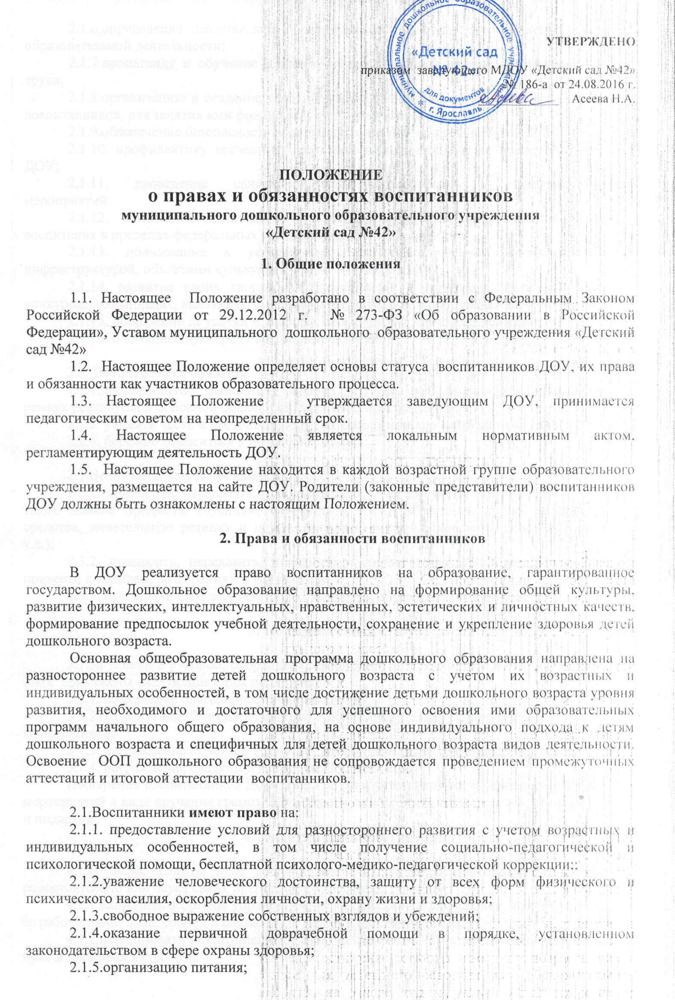 муниципальное дошкольное образовательное учреждение
«Детский сад
№ 42»
для документов
г. Ярославль
УТВЕРЖДЕНО
приказом заведующего МДОУ «Детский сад №42»
№ 186-а от 24.08.2016 г.
Асеева Н.А.
ПОЛОЖЕНИЕ
о правах и обязанностях воспитанников
муниципального дошкольного образовательного учреждения
«Детский сад №42»
1. Общие положения
1.1. Настоящее Положение разработано в соответствии с Федеральным Законом
Российской Федерации от 29.12.2012 г. № 273-ФЗ «Об образовании в Российской
Федерации», Уставом муниципального дошкольного образовательного учреждения «Детский
сад №42»
1.2. Настоящее Положение определяет основы статуса воспитанников ДОУ, их права
и обязанности как участников образовательного процесса.
1.3. Настоящее Положение утверждается заведующим ДОУ, принимается
педагогическим советом на неопределенный срок.
1.4. Настоящее Положение является локальным нормативным актом,
регламентирующим деятельность ДОУ.
1.5. Настоящее Положение находится в каждой возрастной группе образовательного
учреждения, размещается на сайте ДОУ. Родители (законные представители) воспитанников
ДОУ должны быть ознакомлены с настоящим Положением.
2. Права и обязанности воспитанников
В ДОУ реализуется право воспитанников на образование, гарантированное
государством. Дошкольное образование направлено на формирование общей культуры,
развитие физических, интеллектуальных, нравственных, эстетических и личностных качеств,
формирование предпосылок учебной деятельности, сохранение и укрепление здоровья детей
дошкольного возраста.
Основная общеобразовательная программа дошкольного образования направлена на
разностороннее развитие детей дошкольного возраста с учетом их возрастных и
индивидуальных особенностей, в том числе достижение детьми дошкольного возраста уровня
развития, необходимого и достаточного для успешного освоения ими образовательных
программ начального общего образования, на основе индивидуального подхода к детям
дошкольного возраста и специфичных для детей дошкольного возраста видов деятельности.
Освоение ООП дошкольного образования не сопровождается проведением промежуточных
аттестаций и итоговой аттестации воспитанников.
2.1.Воспитанники имеют право на:
2.1.1. предоставление условий для разностороннего развития с учетом возрастных и
индивидуальных особенностей, в том числе получение социально-педагогической и
психологической помощи, бесплатной психолого-медико-педагогической коррекции;;
2.1.2.уважение человеческого достоинства, защиту от всех форм физического и
психического насилия, оскорбления личности, охрану жизни и здоровья;
2.1.3.свободное выражение собственных взглядов и убеждений;
2.1.4.оказание первичной доврачебной помощи в порядке, установленном
законодательством в сфере охраны здоровья;
2.1.5.организацию питания;